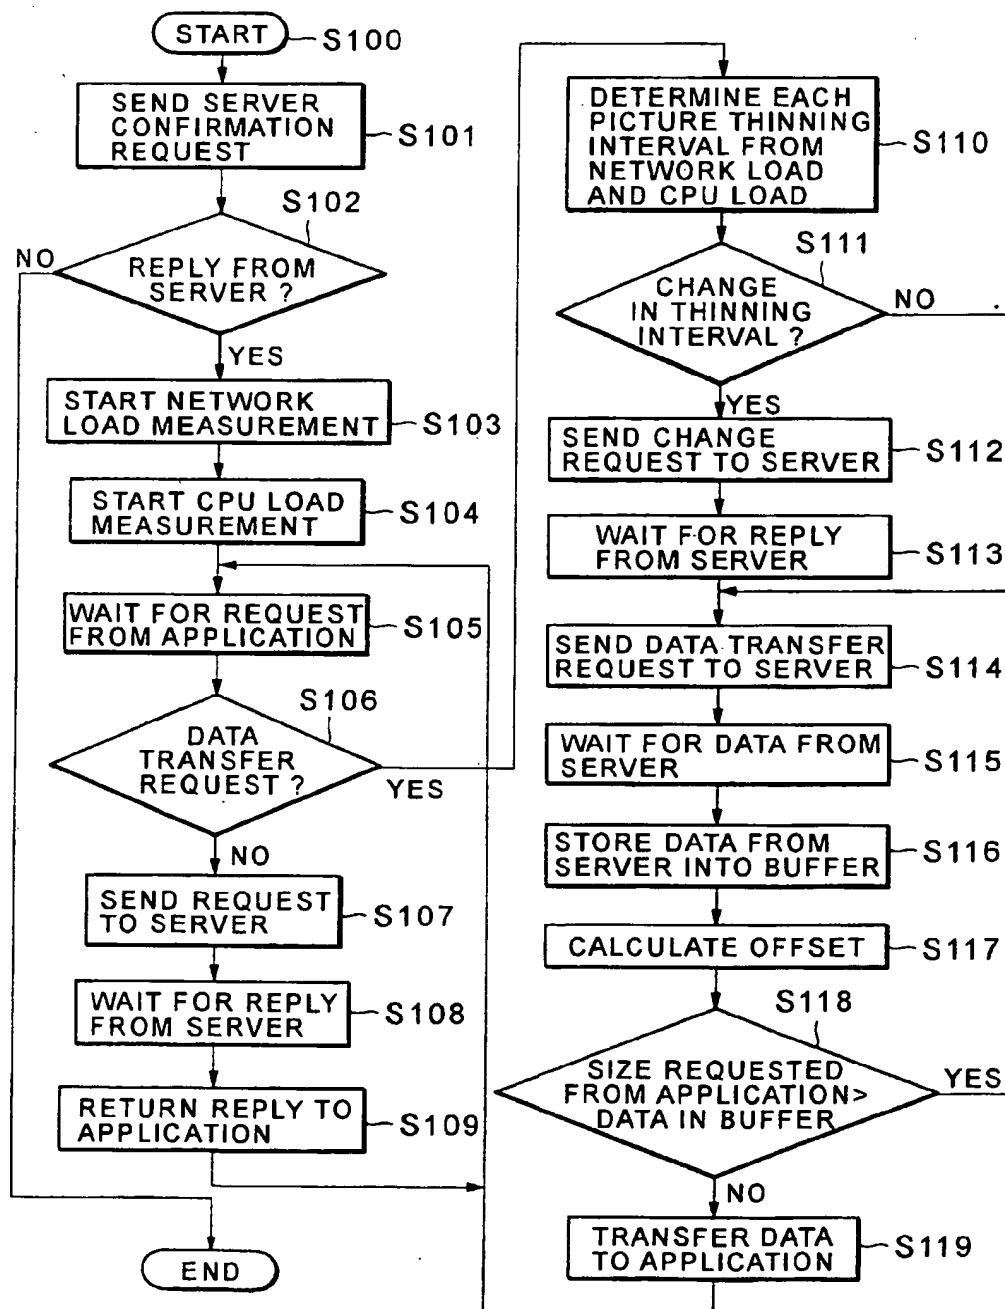 START
S100
SEND SERVER
CONFIRMATION
REQUEST
S101
S102
NO
REPLY FROM
SERVER ?
YES
START NETWORK
LOAD MEASUREMENT
S103
START CPU LOAD
MEASUREMENT
S104
WAIT FOR REQUEST
FROM APPLICATION
S105
S106
DATA
TRANSFER
REQUEST ?
YES
NO
SEND REQUEST
TO SERVER
S107
WAIT FOR REPLY
FROM SERVER
S108
RETURN REPLY TO
APPLICATION
S109
END
DETERMINE EACH
PICTURE THINNING
INTERVAL FROM
NETWORK LOAD
AND CPU LOAD
S110
S111
CHANGE
IN THINNING
INTERVAL ?
NO
YES
SEND CHANGE
REQUEST TO SERVER
S112
WAIT FOR REPLY
FROM SERVER
S113
SEND DATA TRANSFER
REQUEST TO SERVER
S114
WAIT FOR DATA FROM
SERVER
S115
STORE DATA FROM
SERVER INTO BUFFER
S116
CALCULATE OFFSET
S117
S118
SIZE REQUESTED
FROM APPLICATION>
DATA IN BUFFER
YES
NO
TRANSFER DATA
TO APPLICATION
S119